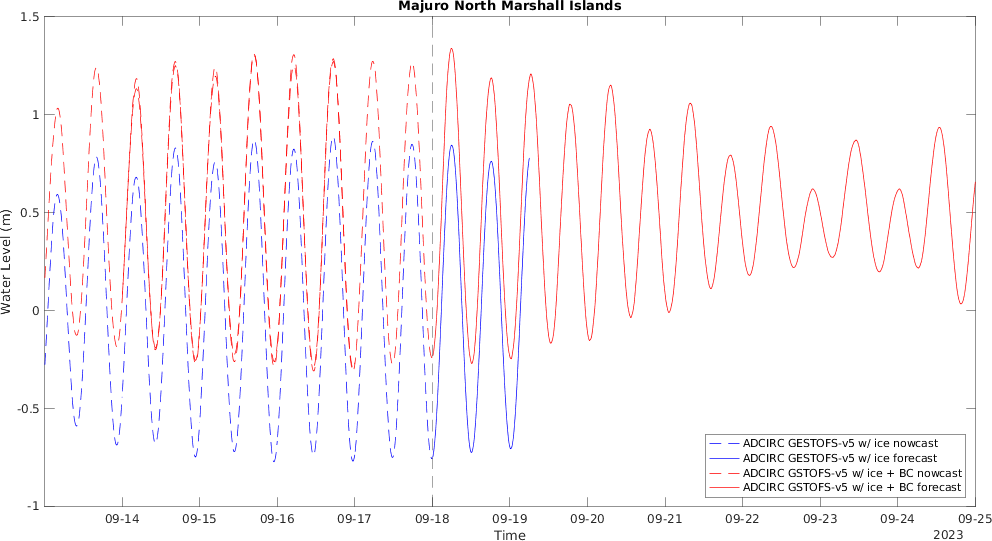 Majuro North Marshall Islands
1.5
1
0.5
0
-0.5
-1
Water Level (m)
09-14 09-15 09-16 09-17 09-18 09-19 09-20 09-21 09-22 09-23 09-24 09-25
Time
2023
ADCIRC GESTOFS-v5 w/ ice nowcast
ADCIRC GESTOFS-v5 w/ ice forecast
ADCIRC GSTOFS-v5 w/ ice + BC nowcast
ADCIRC GSTOFS-v5 w/ ice + BC forecast